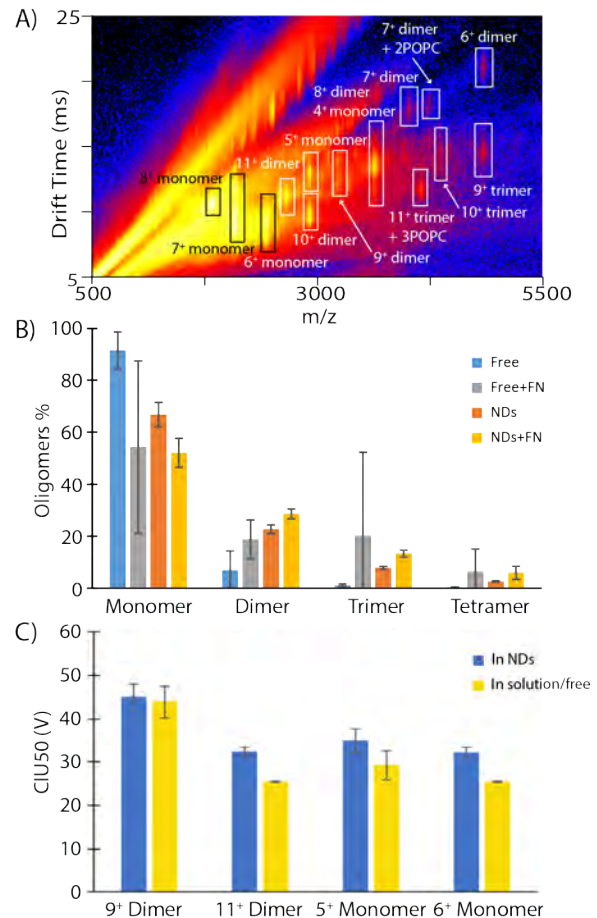 A)
25
Drift Time (ms)
5
7⁺ dimer
+ 2POPC
6⁺ dimer
7⁺ dimer
8⁺ dimer
4⁺ monomer
5⁺ monomer
11⁺ dimer
8⁺ monomer
7⁺ monomer
6⁺ monomer
10⁺ dimer
9⁺ dimer
11⁺ trimer
+ 3POPC
10⁺ trimer
9⁺ trimer
500
3000
5500
m/z
B)
100
80
60
40
20
0
Oligomers %
Free
Free+FN
NDs
NDs+FN
Monomer
Dimer
Trimer
Tetramer
C)
60
50
40
30
20
10
0
CIU50 (V)
In NDs
In solution/free
9⁺ Dimer
11⁺ Dimer
5⁺ Monomer
6⁺ Monomer